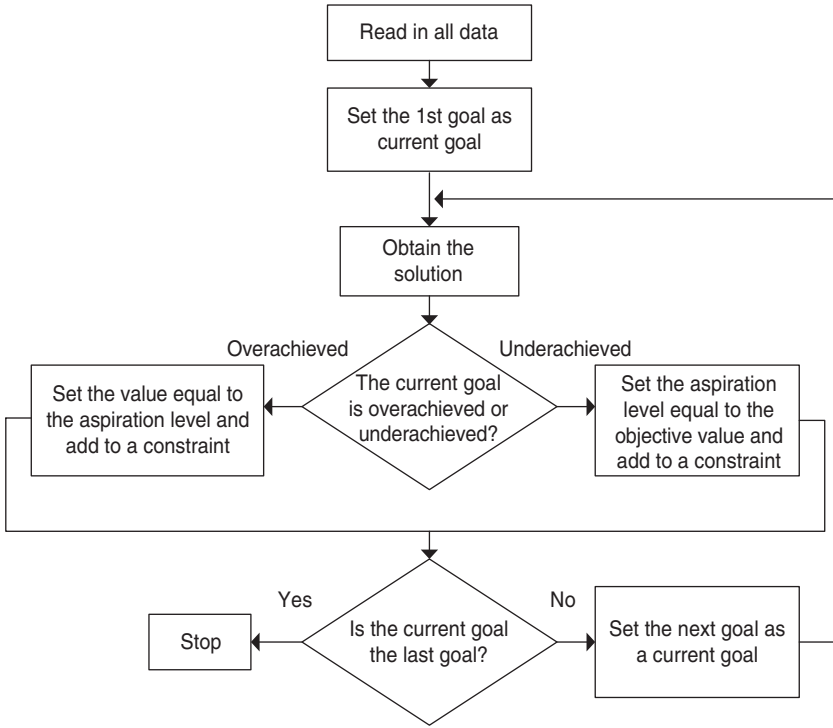 Read in all data
Set the 1st goal as
current goal
Obtain the
solution
Overachieved
Underachieved
Set the value equal to
the aspiration level and
add to a constraint
The current goal
is overachieved or
underachieved?
Set the aspiration
level equal to the
objective value and
add to a constraint
Yes
No
Stop
Is the current goal
the last goal?
Set the next goal as
a current goal